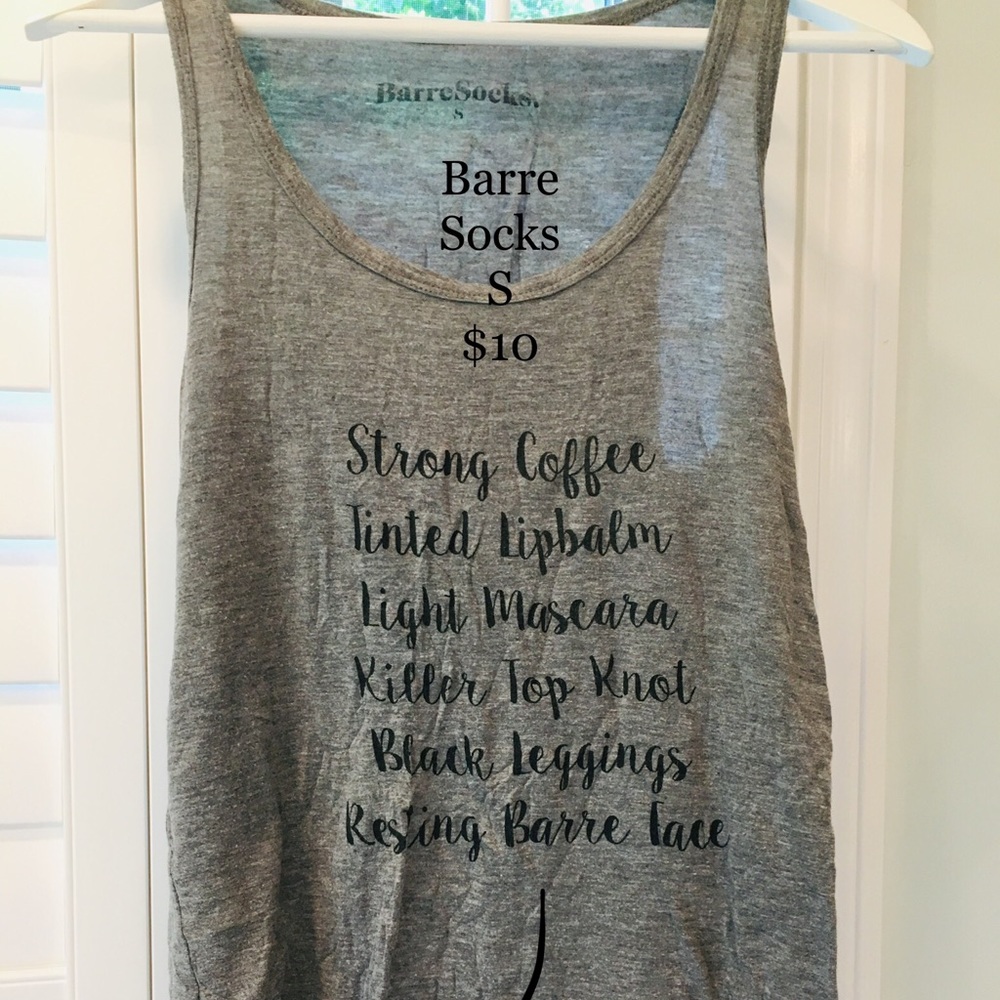 BarreSocks.
S
Barre
Socks
S
$10
Strong Coffee
Tinted Lipbalm
Light Mascara
Killer Top Knot
Black Leggings
Resting Barre Face